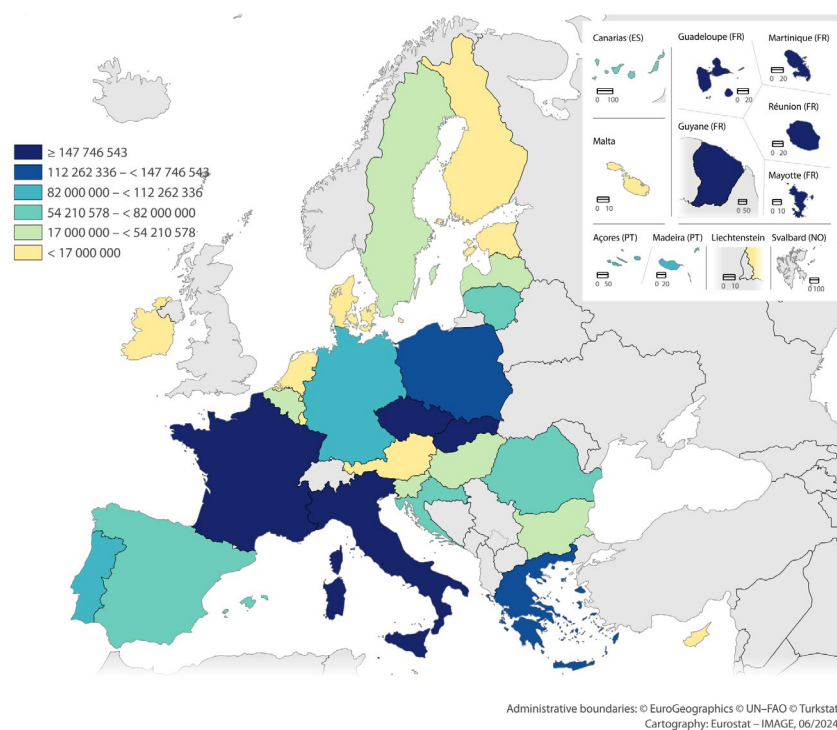 ≥ 147 746 543
112 262 336 – < 147 746 543
82 000 000 – < 112 262 336
54 210 578 – < 82 000 000
17 000 000 – < 54 210 578
< 17 000 000
Canarias (ES)
0 100
Guadeloupe (FR)
0 20
Martinique (FR)
0 20
Réunion (FR)
0 20
Malta
0 10
Guyane (FR)
0 50
Mayotte (FR)
0 10
Açores (PT)
0 50
Madeira (PT)
0 20
Liechtenstein
0 10
Svalbard (NO)
0 100
Administrative boundaries: © EuroGeographics © UN–FAO © Turkstat
Cartography: Eurostat – IMAGE, 06/2024